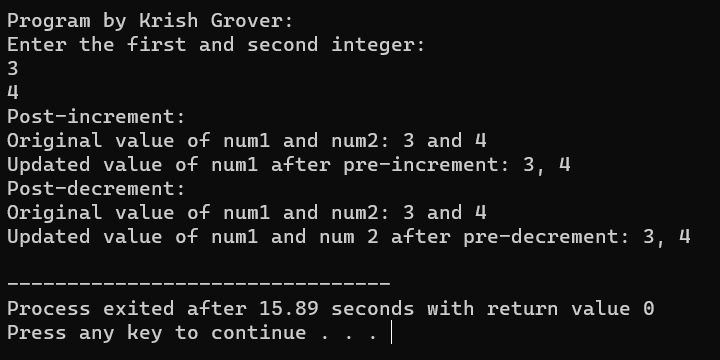 Program by Krish Grover:
Enter the first and second integer:
3
4
Post-increment:
Original value of num1 and num2: 3 and 4
Updated value of num1 after pre-increment: 3, 4
Post-decrement:
Original value of num1 and num2: 3 and 4
Updated value of num1 and num 2 after pre-decrement: 3, 4

--------------------------------
Process exited after 15.89 seconds with return value 0
Press any key to continue . . .